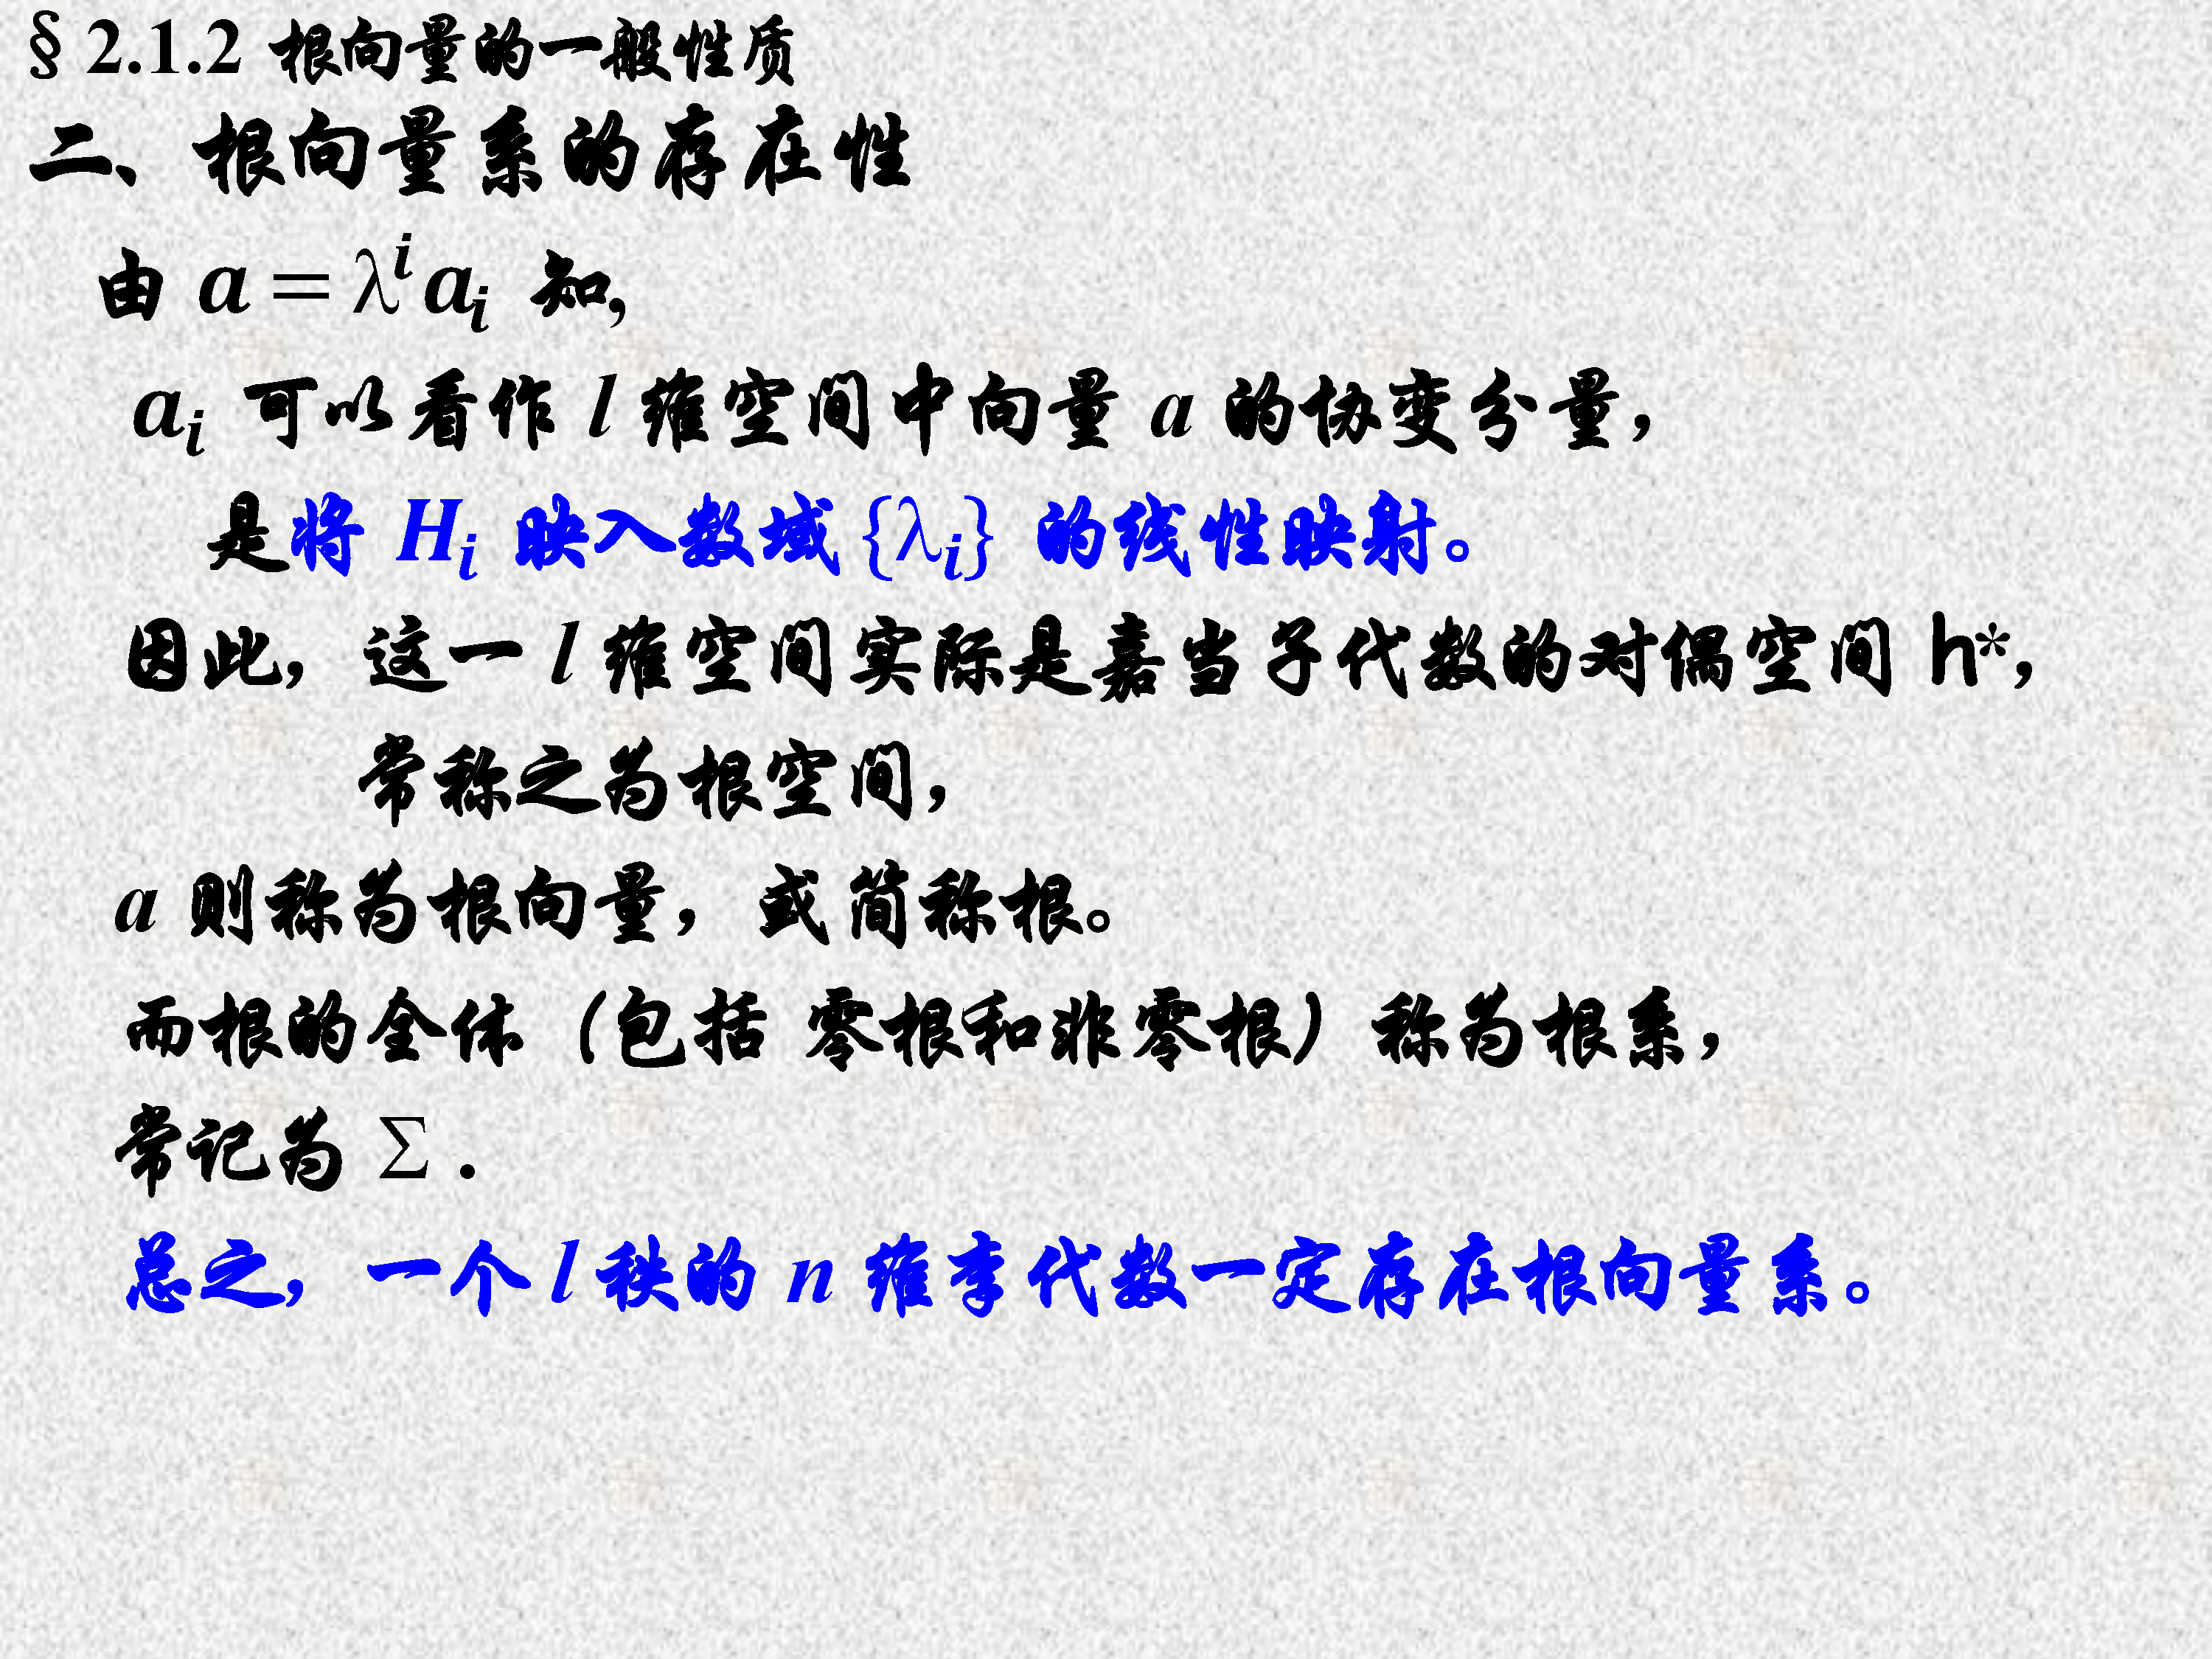 § 2.1.2 根向量的一般性质
二、根向量系的存在性
由 a = λⁱaᵢ 知,
aᵢ 可以看作 l 维空间中向量 a 的协变分量，
是将 Hᵢ 映入数域 {λᵢ} 的线性映射。
因此，这一 l 维空间实际是嘉当子代数的对偶空间 h*，
常称之为根空间，
a 则称为根向量，或简称根。
而根的全体（包括 零根和非零根）称为根系，
常记为 Σ .
总之，一个 l 秩的 n 维李代数一定存在根向量系。